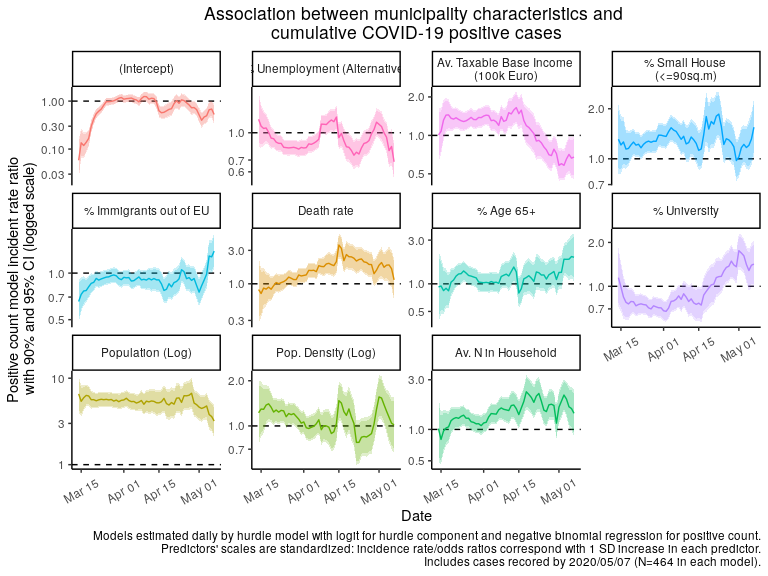 Association between municipality characteristics and
cumulative COVID-19 positive cases
Positive count model incident rate ratio
with 90% and 95% CI (logged scale)
(Intercept)
Unemployment (Alternative
Av. Taxable Base Income
(100k Euro)
% Small House
(<=90sq.m)
1.00
0.30
0.10
0.03
1.0
0.7
0.6
2.0
1.0
0.5
2.0
1.0
0.7
% Immigrants out of EU
Death rate
% Age 65+
% University
1.0
0.7
0.5
3.0
1.0
0.3
3.0
1.0
0.5
2.0
1.0
0.7
Mar 15
Apr 01
Apr 15
May 01
Population (Log)
Pop. Density (Log)
Av. N in Household
10
3
1
2.0
1.0
0.7
3.0
1.0
0.5
Mar 15
Apr 01
Apr 15
May 01
Mar 15
Apr 01
Apr 15
May 01
Mar 15
Apr 01
Apr 15
May 01
Date
Models estimated daily by hurdle model with logit for hurdle component and negative binomial regression for positive count.
Predictors' scales are standardized: incidence rate/odds ratios correspond with 1 SD increase in each predictor.
Includes cases recored by 2020/05/07 (N=464 in each model).